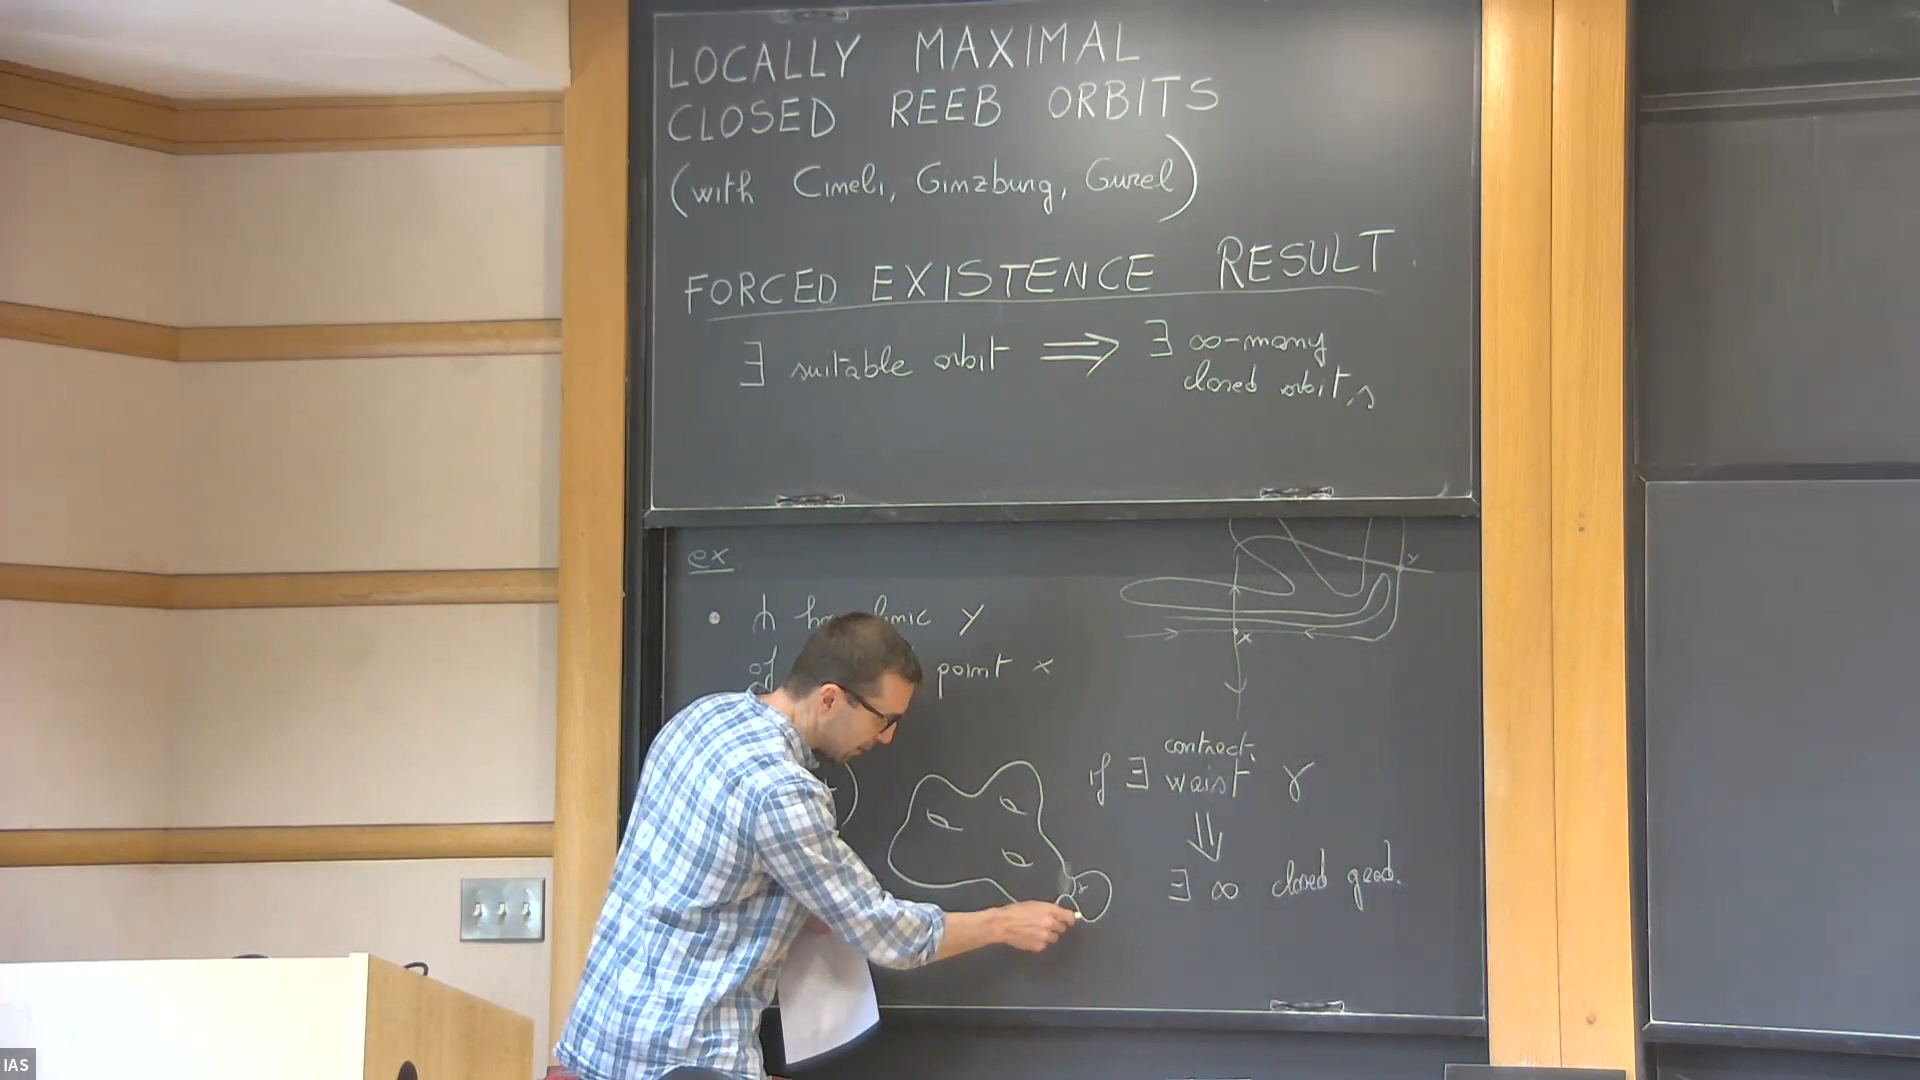 LOCALLY MAXIMAL
CLOSED REEB ORBITS
(with Cineli, Ginzburg, Gurel)
FORCED EXISTENCE RESULT.
∃ suitable orbit ⟹ ∃ ∞-many
closed orbits
ex.
• ⋔ y
of point x
y
x
if ∃ contract.
waist γ
⇓
∃ ∞ closed geod.
γ
IAS